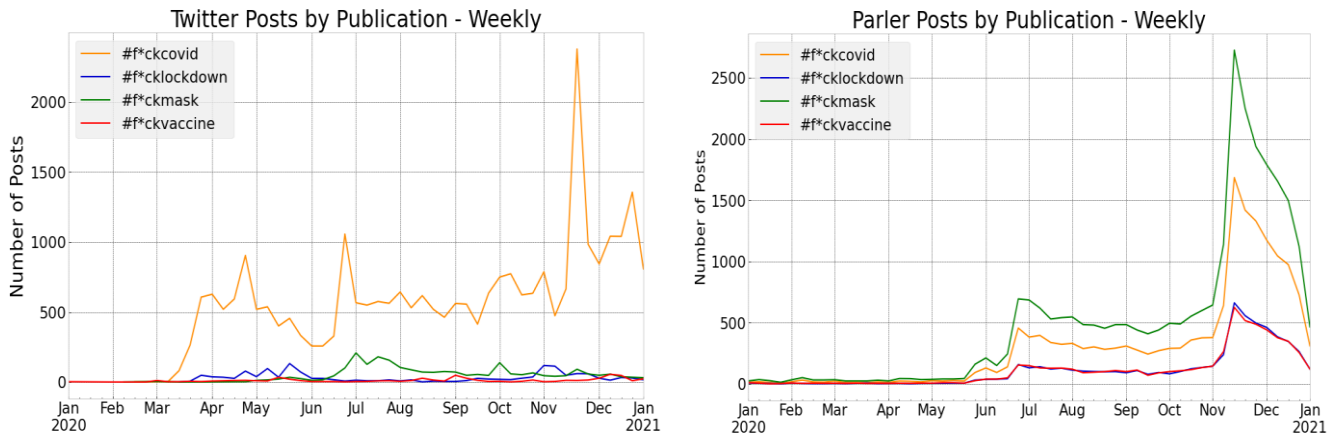 Twitter Posts by Publication - Weekly
#f*ckcovid
#f*cklockdown
#f*ckmask
#f*ckvaccine
Number of Posts
2000
1500
1000
500
0
Jan Feb Mar Apr May Jun Jul Aug Sep Oct Nov Dec Jan
2020 2021
Parler Posts by Publication - Weekly
#f*ckcovid
#f*cklockdown
#f*ckmask
#f*ckvaccine
Number of Posts
2500
2000
1500
1000
500
0
Jan Feb Mar Apr May Jun Jul Aug Sep Oct Nov Dec Jan
2020 2021